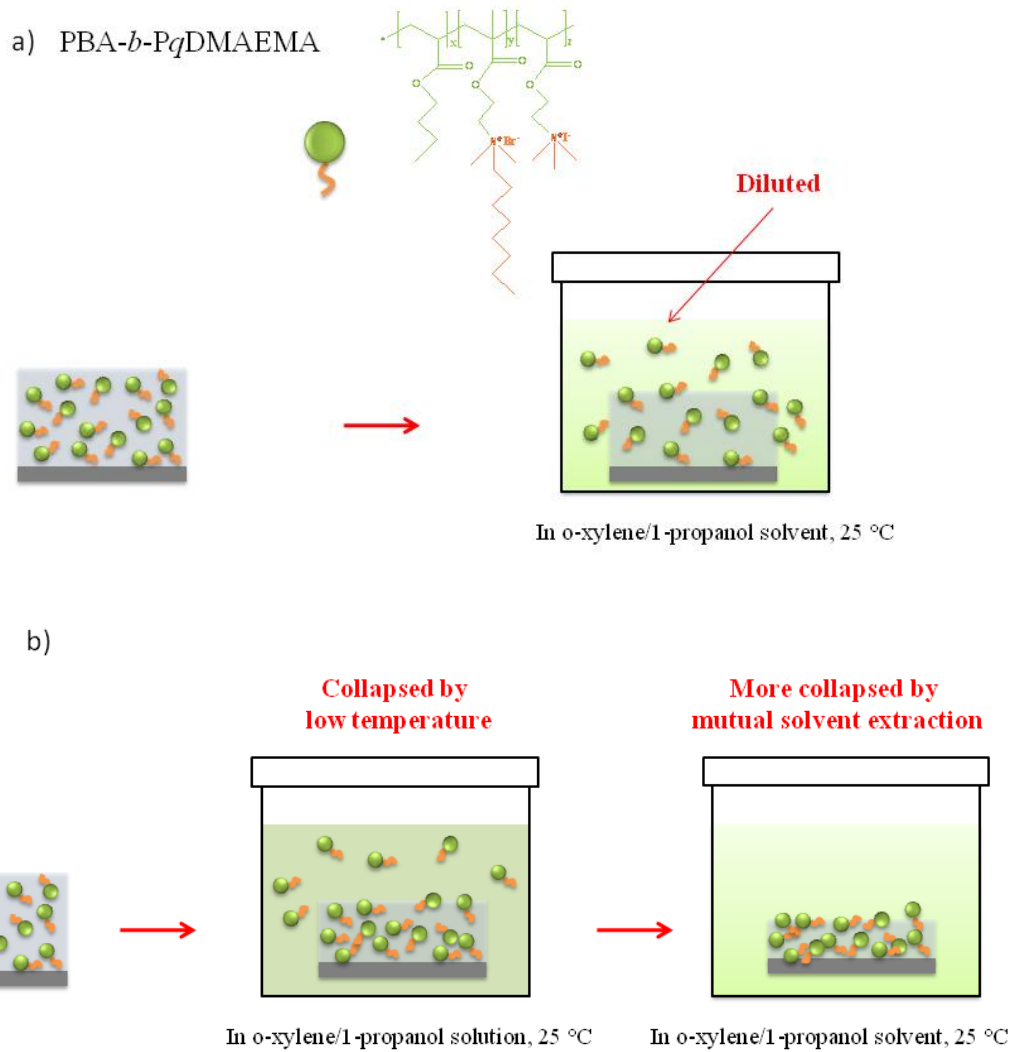 a) PBA-b-PqDMAEMA
x
y
z
O
O
O
O
O
O
N⊕Br-
N⊕I-
Diluted
In o-xylene/1-propanol solvent, 25 °C
b)
Collapsed by
low temperature
More collapsed by
mutual solvent extraction
In o-xylene/1-propanol solution, 25 °C
In o-xylene/1-propanol solvent, 25 °C